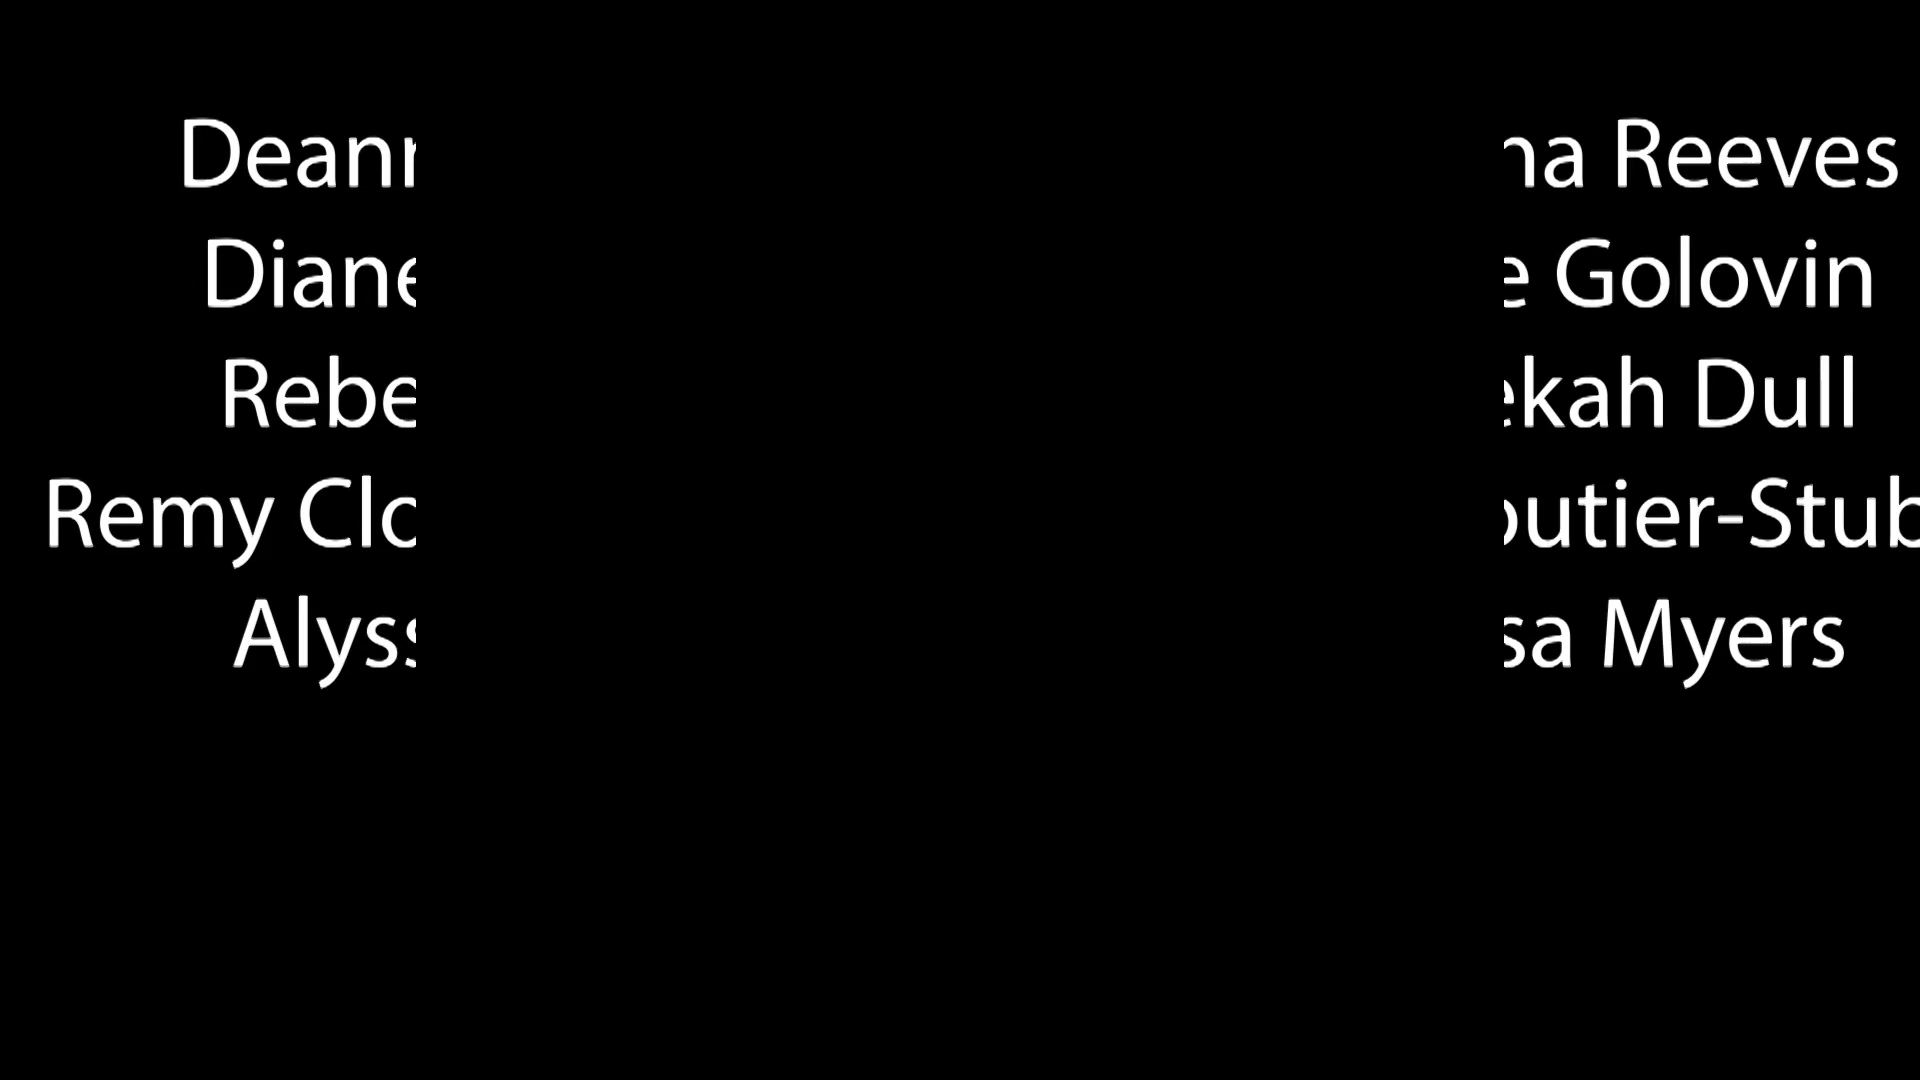 Deann na Reeves
Diane e Golovin
Rebe ekah Dull
Remy Clo outier-Stub
Alyss sa Myers